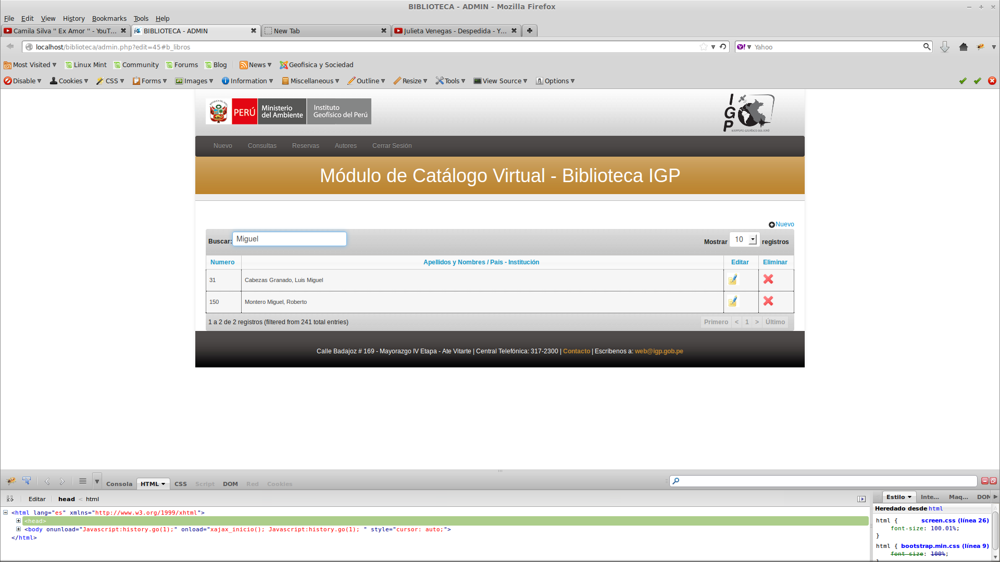 BIBLIOTECA - ADMIN - Mozilla Firefox
File Edit View History Bookmarks Tools Help
Camila Silva '' Ex Amor '' - YouT... BIBLIOTECA - ADMIN New Tab Julieta Venegas - Despedida - Y...
localhost/biblioteca/admin.php?edit=45#b_libros Yahoo
Most Visited Linux Mint Community Forums Blog News Geofisica y Sociedad
Disable Cookies CSS Forms Images Information Miscellaneous Outline Resize Tools View Source Options
PERÚ
Ministerio
del Ambiente
Instituto
Geofísico del Perú
IGP
INSTITUTO GEOFÍSICO DEL PERÚ
Nuevo Consultas Reservas Autores Cerrar Sesión
Módulo de Catálogo Virtual - Biblioteca IGP
Nuevo
Buscar: Miguel Mostrar 10 registros
Numero Apellidos y Nombres / Pais - Institución Editar Eliminar
31 Cabezas Granado, Luis Miguel
150 Montero Miguel, Roberto
1 a 2 de 2 registros (filtered from 241 total entries) Primero < 1 > Último
Calle Badajoz # 169 - Mayorazgo IV Etapa - Ate Vitarte | Central Telefónica: 317-2300 | Contacto | Escríbenos a: web@igp.gob.pe
Consola HTML CSS Script DOM Red Cookies
Editar head < html
Estilo Inte... Maq... DOM
<html lang="es" xmlns="http://www.w3.org/1999/xhtml">
<head>
<body onunload="Javascript:history.go(1);" onload="xajax_inicio(); Javascript:history.go(1); " style="cursor: auto;">
</html>
Heredado desde html
html { screen.css (línea 26)
font-size: 100.01%;
}
html { bootstrap.min.css (línea 9)
font-size: 100%;